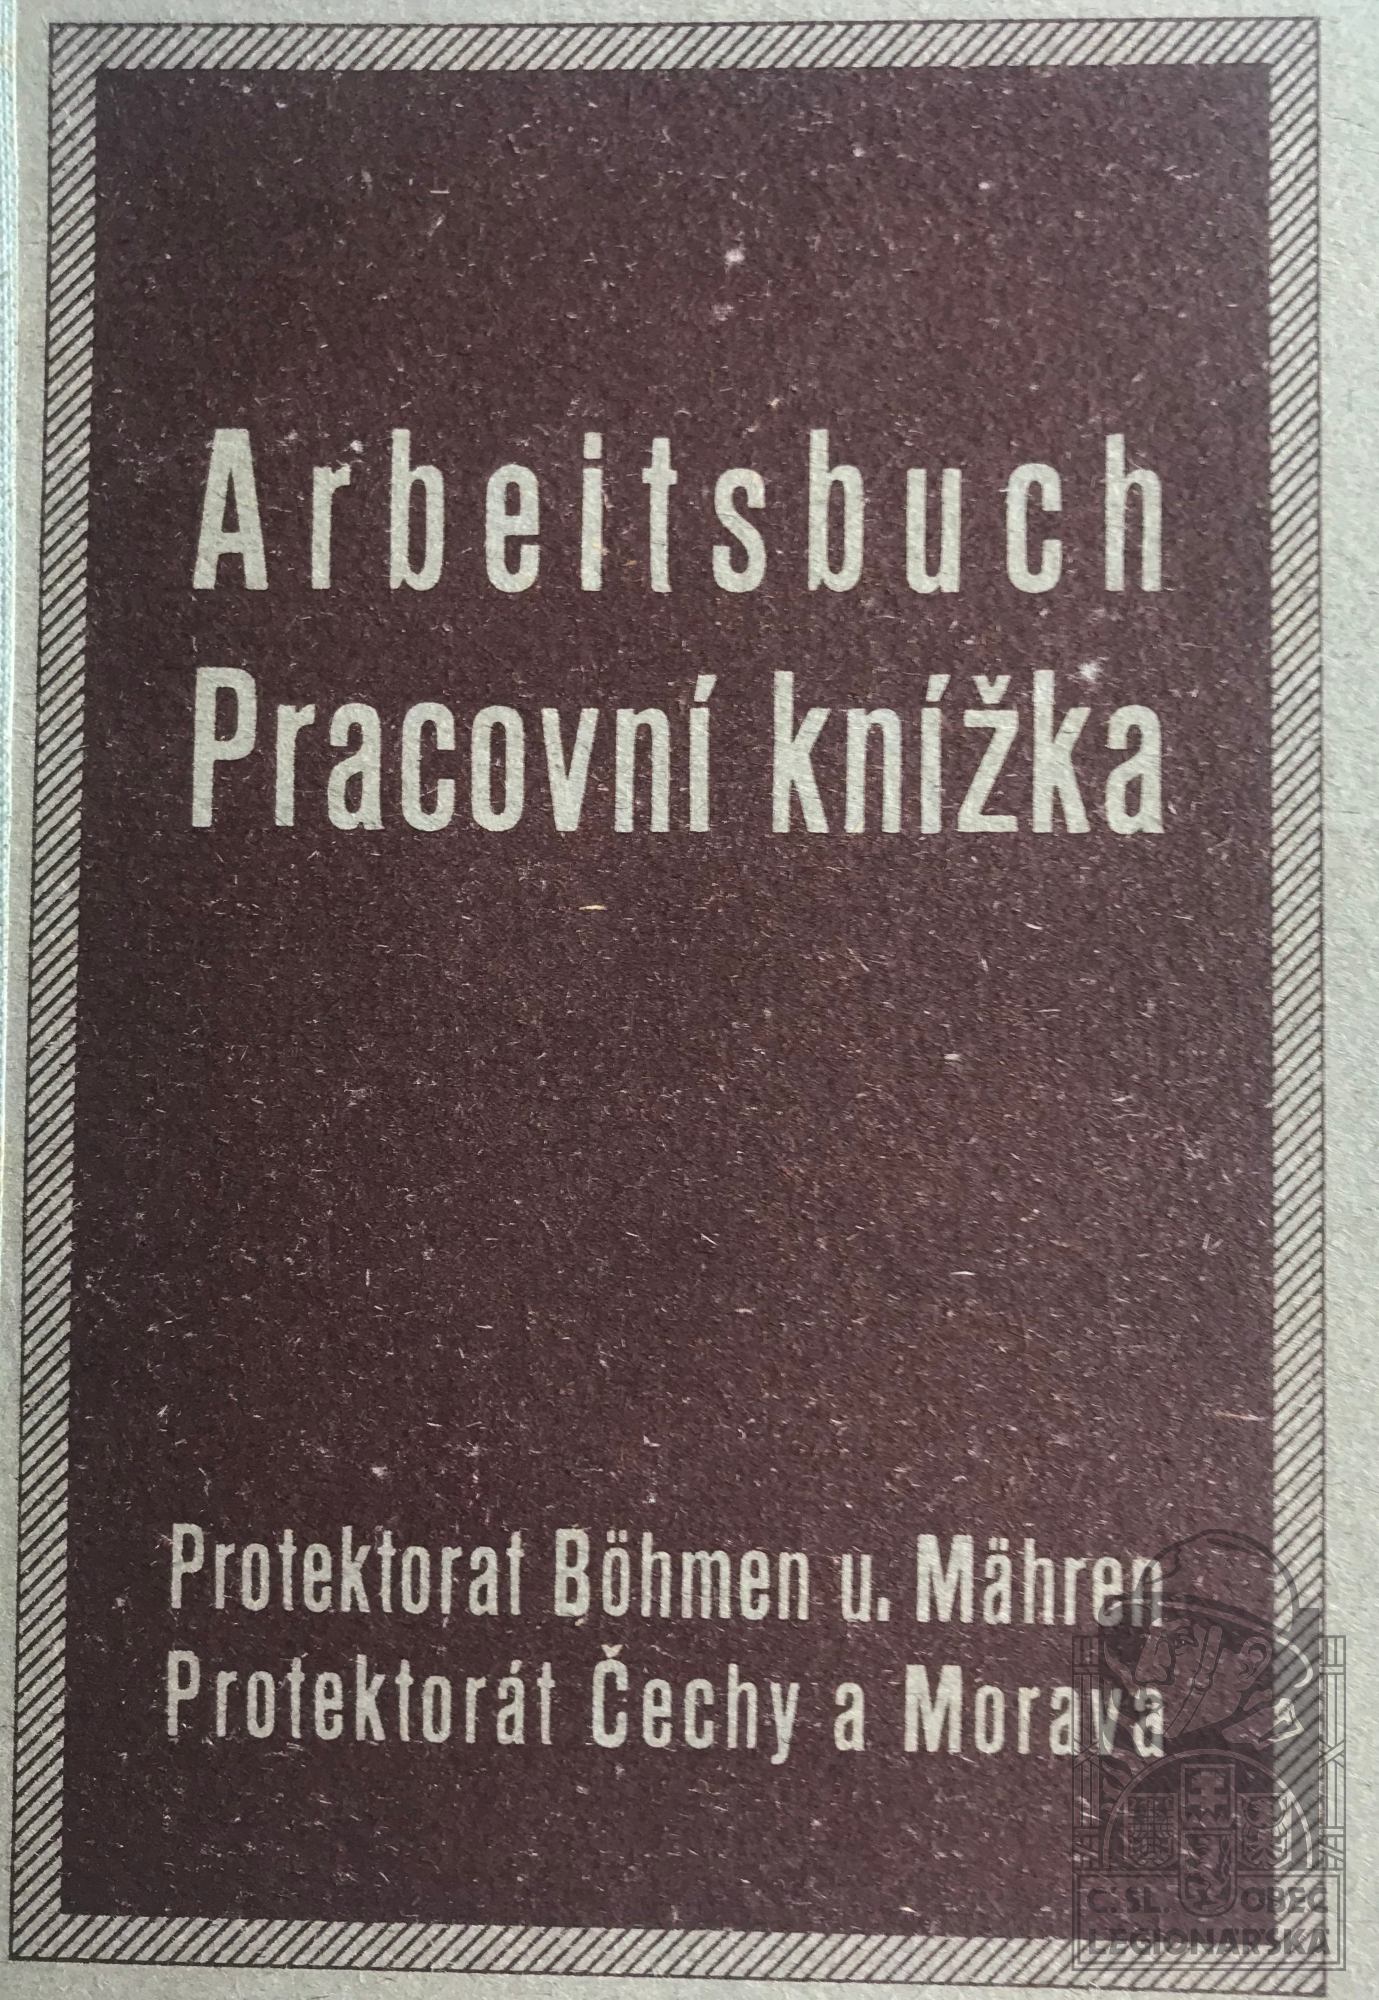 Arbeitsbuch
Pracovní knížka
Protektorat Böhmen u. Mähren
Protektorát Čechy a Morava
Č. SL. OBEC
LEGIONÁŘSKÁ